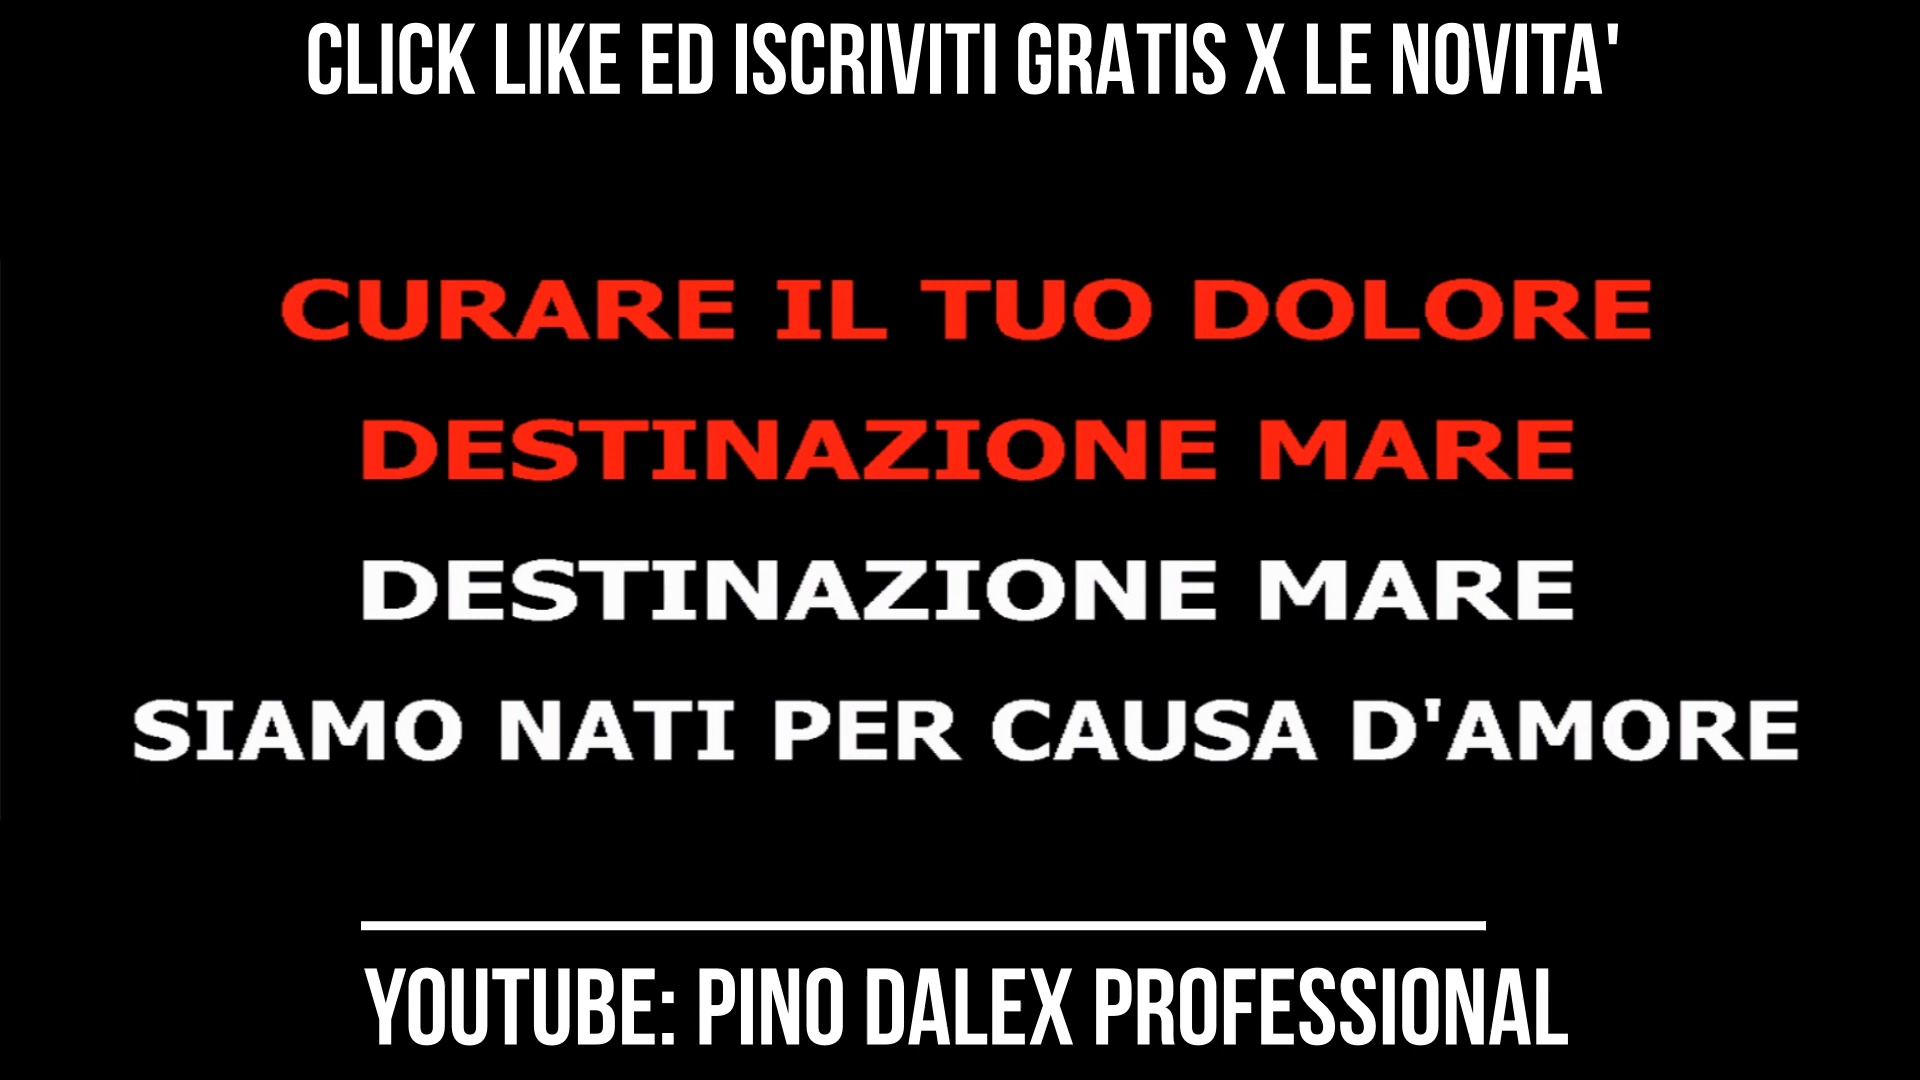 CLICK LIKE ED ISCRIVITI GRATIS X LE NOVITA'
CURARE IL TUO DOLORE
DESTINAZIONE MARE
DESTINAZIONE MARE
SIAMO NATI PER CAUSA D'AMORE
YOUTUBE: PINO DALEX PROFESSIONAL